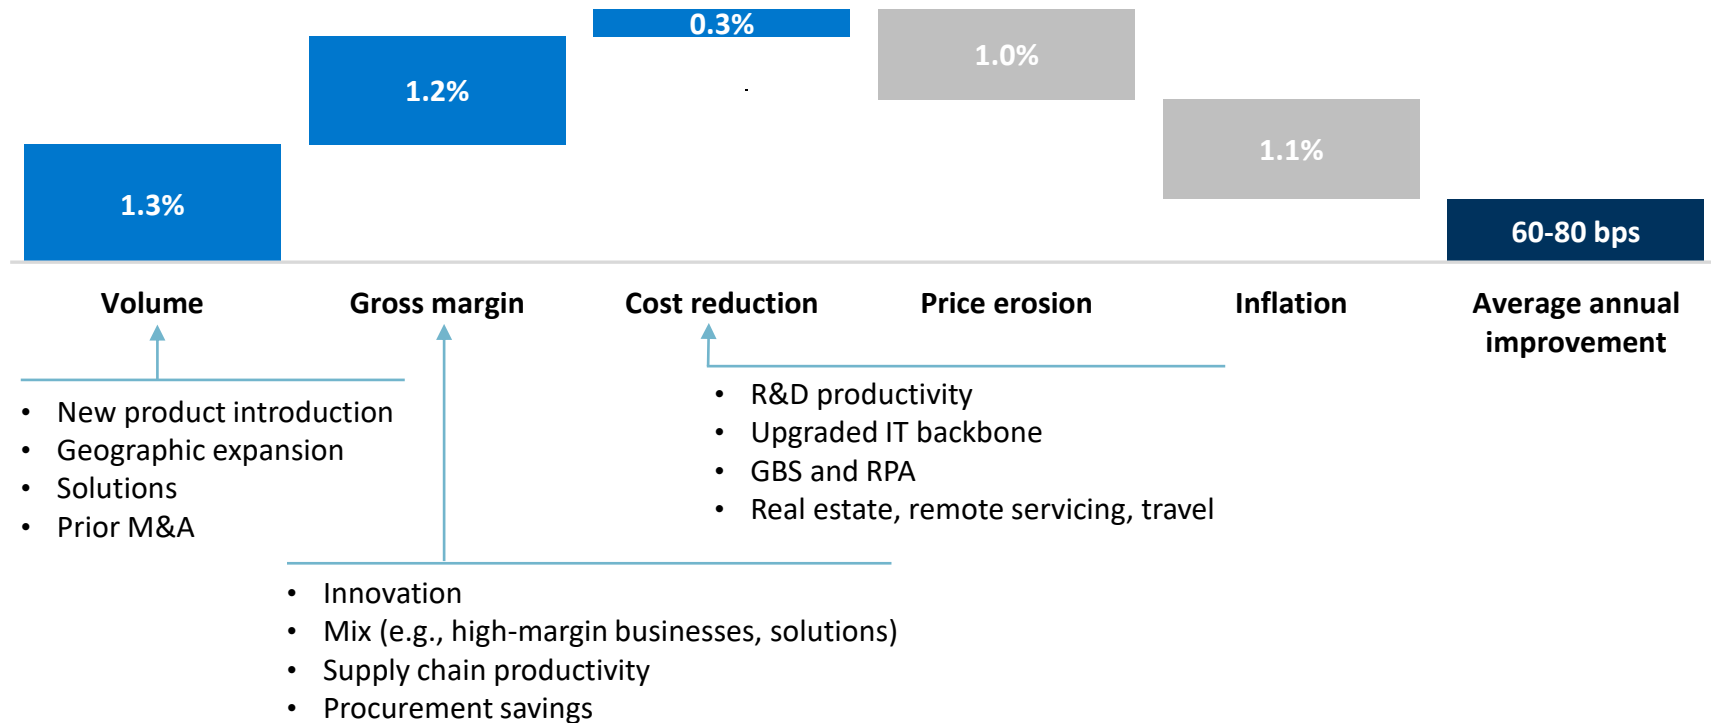 0.3%
1.0%
1.2%
1.1%
1.3%
60-80 bps
Volume
Gross margin
Cost reduction
Price erosion
Inflation
Average annual
improvement
• New product introduction
• Geographic expansion
• Solutions
• Prior M&A
• R&D productivity
• Upgraded IT backbone
• GBS and RPA
• Real estate, remote servicing, travel
• Innovation
• Mix (e.g., high-margin businesses, solutions)
• Supply chain productivity
• Procurement savings